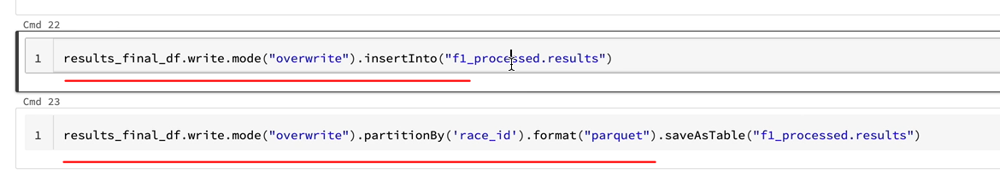 Cmd 22
1 results_final_df.write.mode("overwrite").insertInto("f1_processed.results")
Cmd 23
1 results_final_df.write.mode("overwrite").partitionBy('race_id').format("parquet").saveAsTable("f1_processed.results")